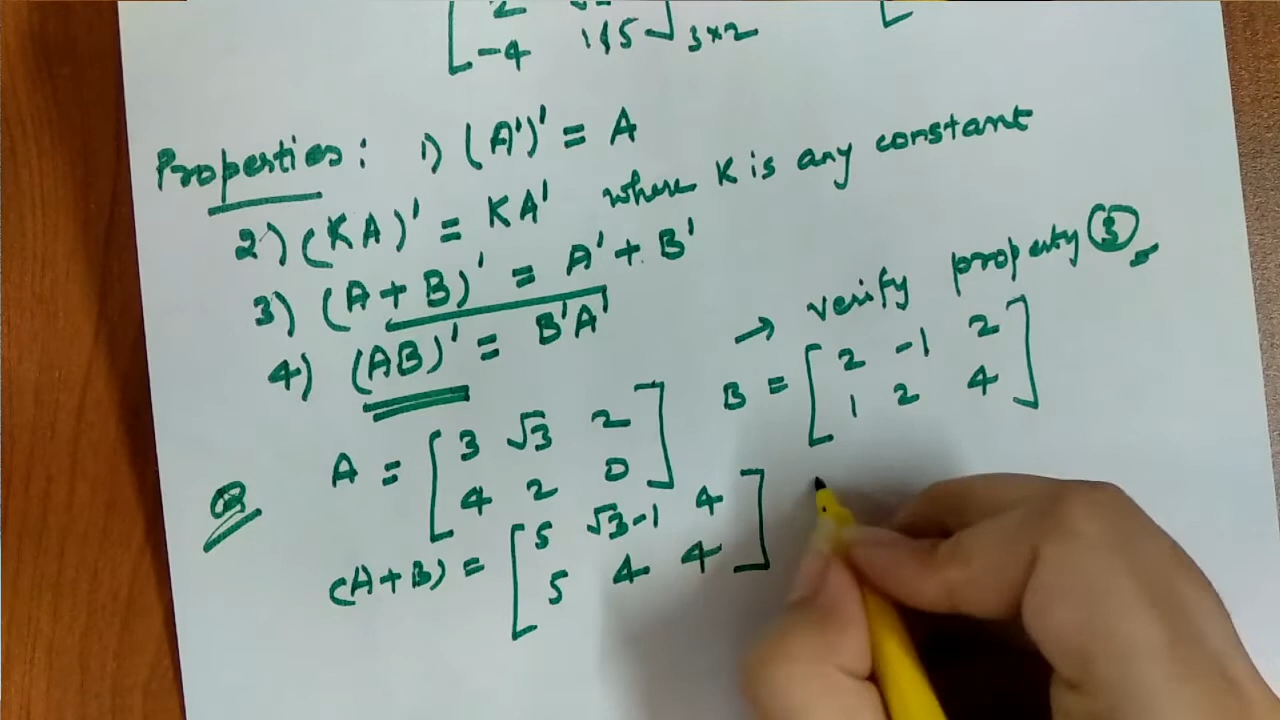 2
-4 1/5 3×2
Properties: 1) (A')' = A
2) (KA)' = KA' where K is any constant
3) (A+B)' = A' + B'
4) (AB)' = B'A'
→ verify property ③
Q A = [3 √3 2
4 2 0]
B = [2 -1 2
1 2 4]
(A+B) = [5 √3-1 4
5 4 4]